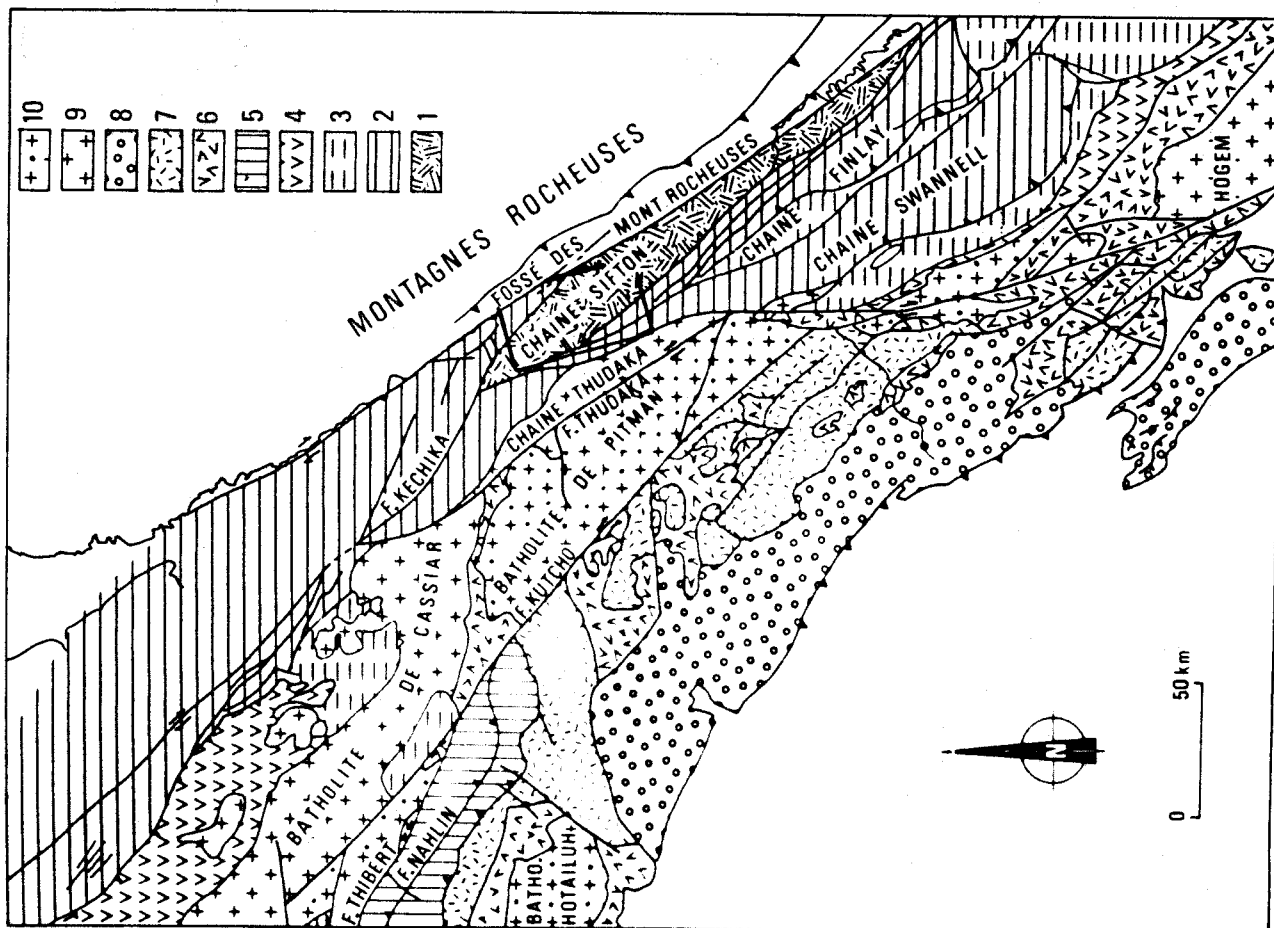 10
9
8
7
6
5
4
3
2
1
MONTAGNES ROCHEUSES
FOSSÉ DES MONT ROCHEUSES
CHAINE SIFTON
CHAINE FINLAY
CHAINE SWANNELL
HOGEM
F. KECHIKA
CHAINE THUDAKA
F. THUDAKA
BATHOLITE DE PITMAN
F. KUTCHO
BATHOLITE DE CASSIAR
F. THIBERT
F. NAHLIN
BATHO. HOTAILUH
N
0 50 km